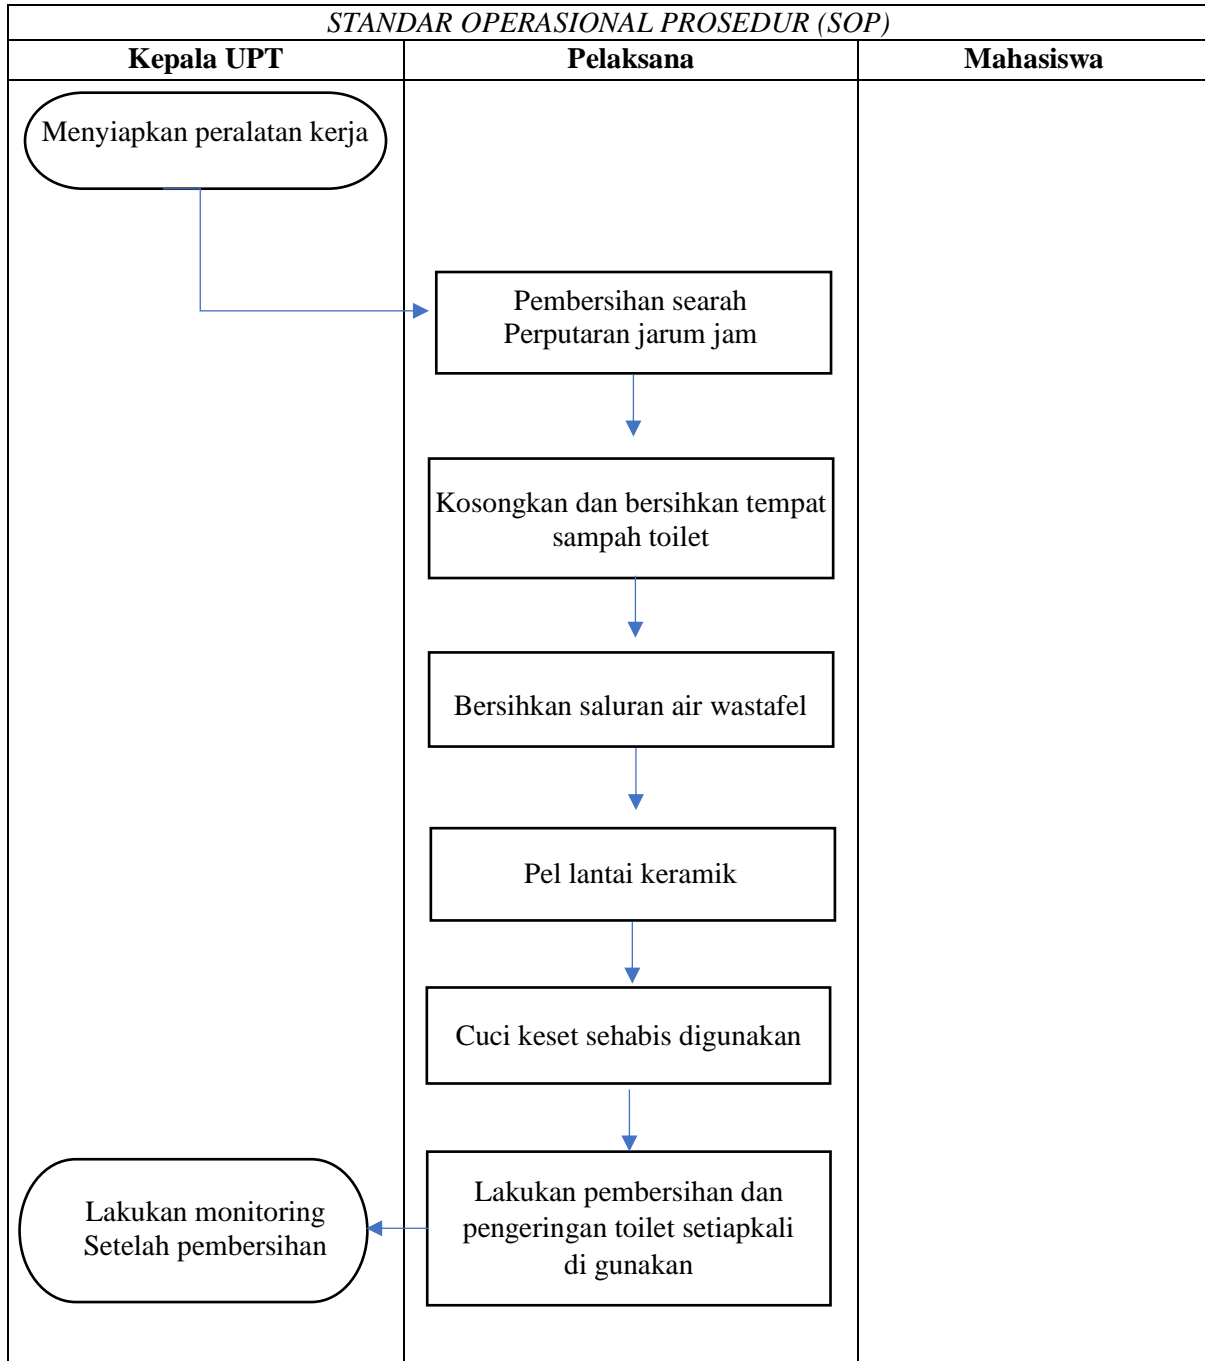 STANDAR OPERASIONAL PROSEDUR (SOP)
Kepala UPT
Pelaksana
Mahasiswa
Menyiapkan peralatan kerja
Pembersihan searah
Perputaran jarum jam
Kosongkan dan bersihkan tempat
sampah toilet
Bersihkan saluran air wastafel
Pel lantai keramik
Cuci keset sehabis digunakan
Lakukan pembersihan dan
pengeringan toilet setiapkali
di gunakan
Lakukan monitoring
Setelah pembersihan